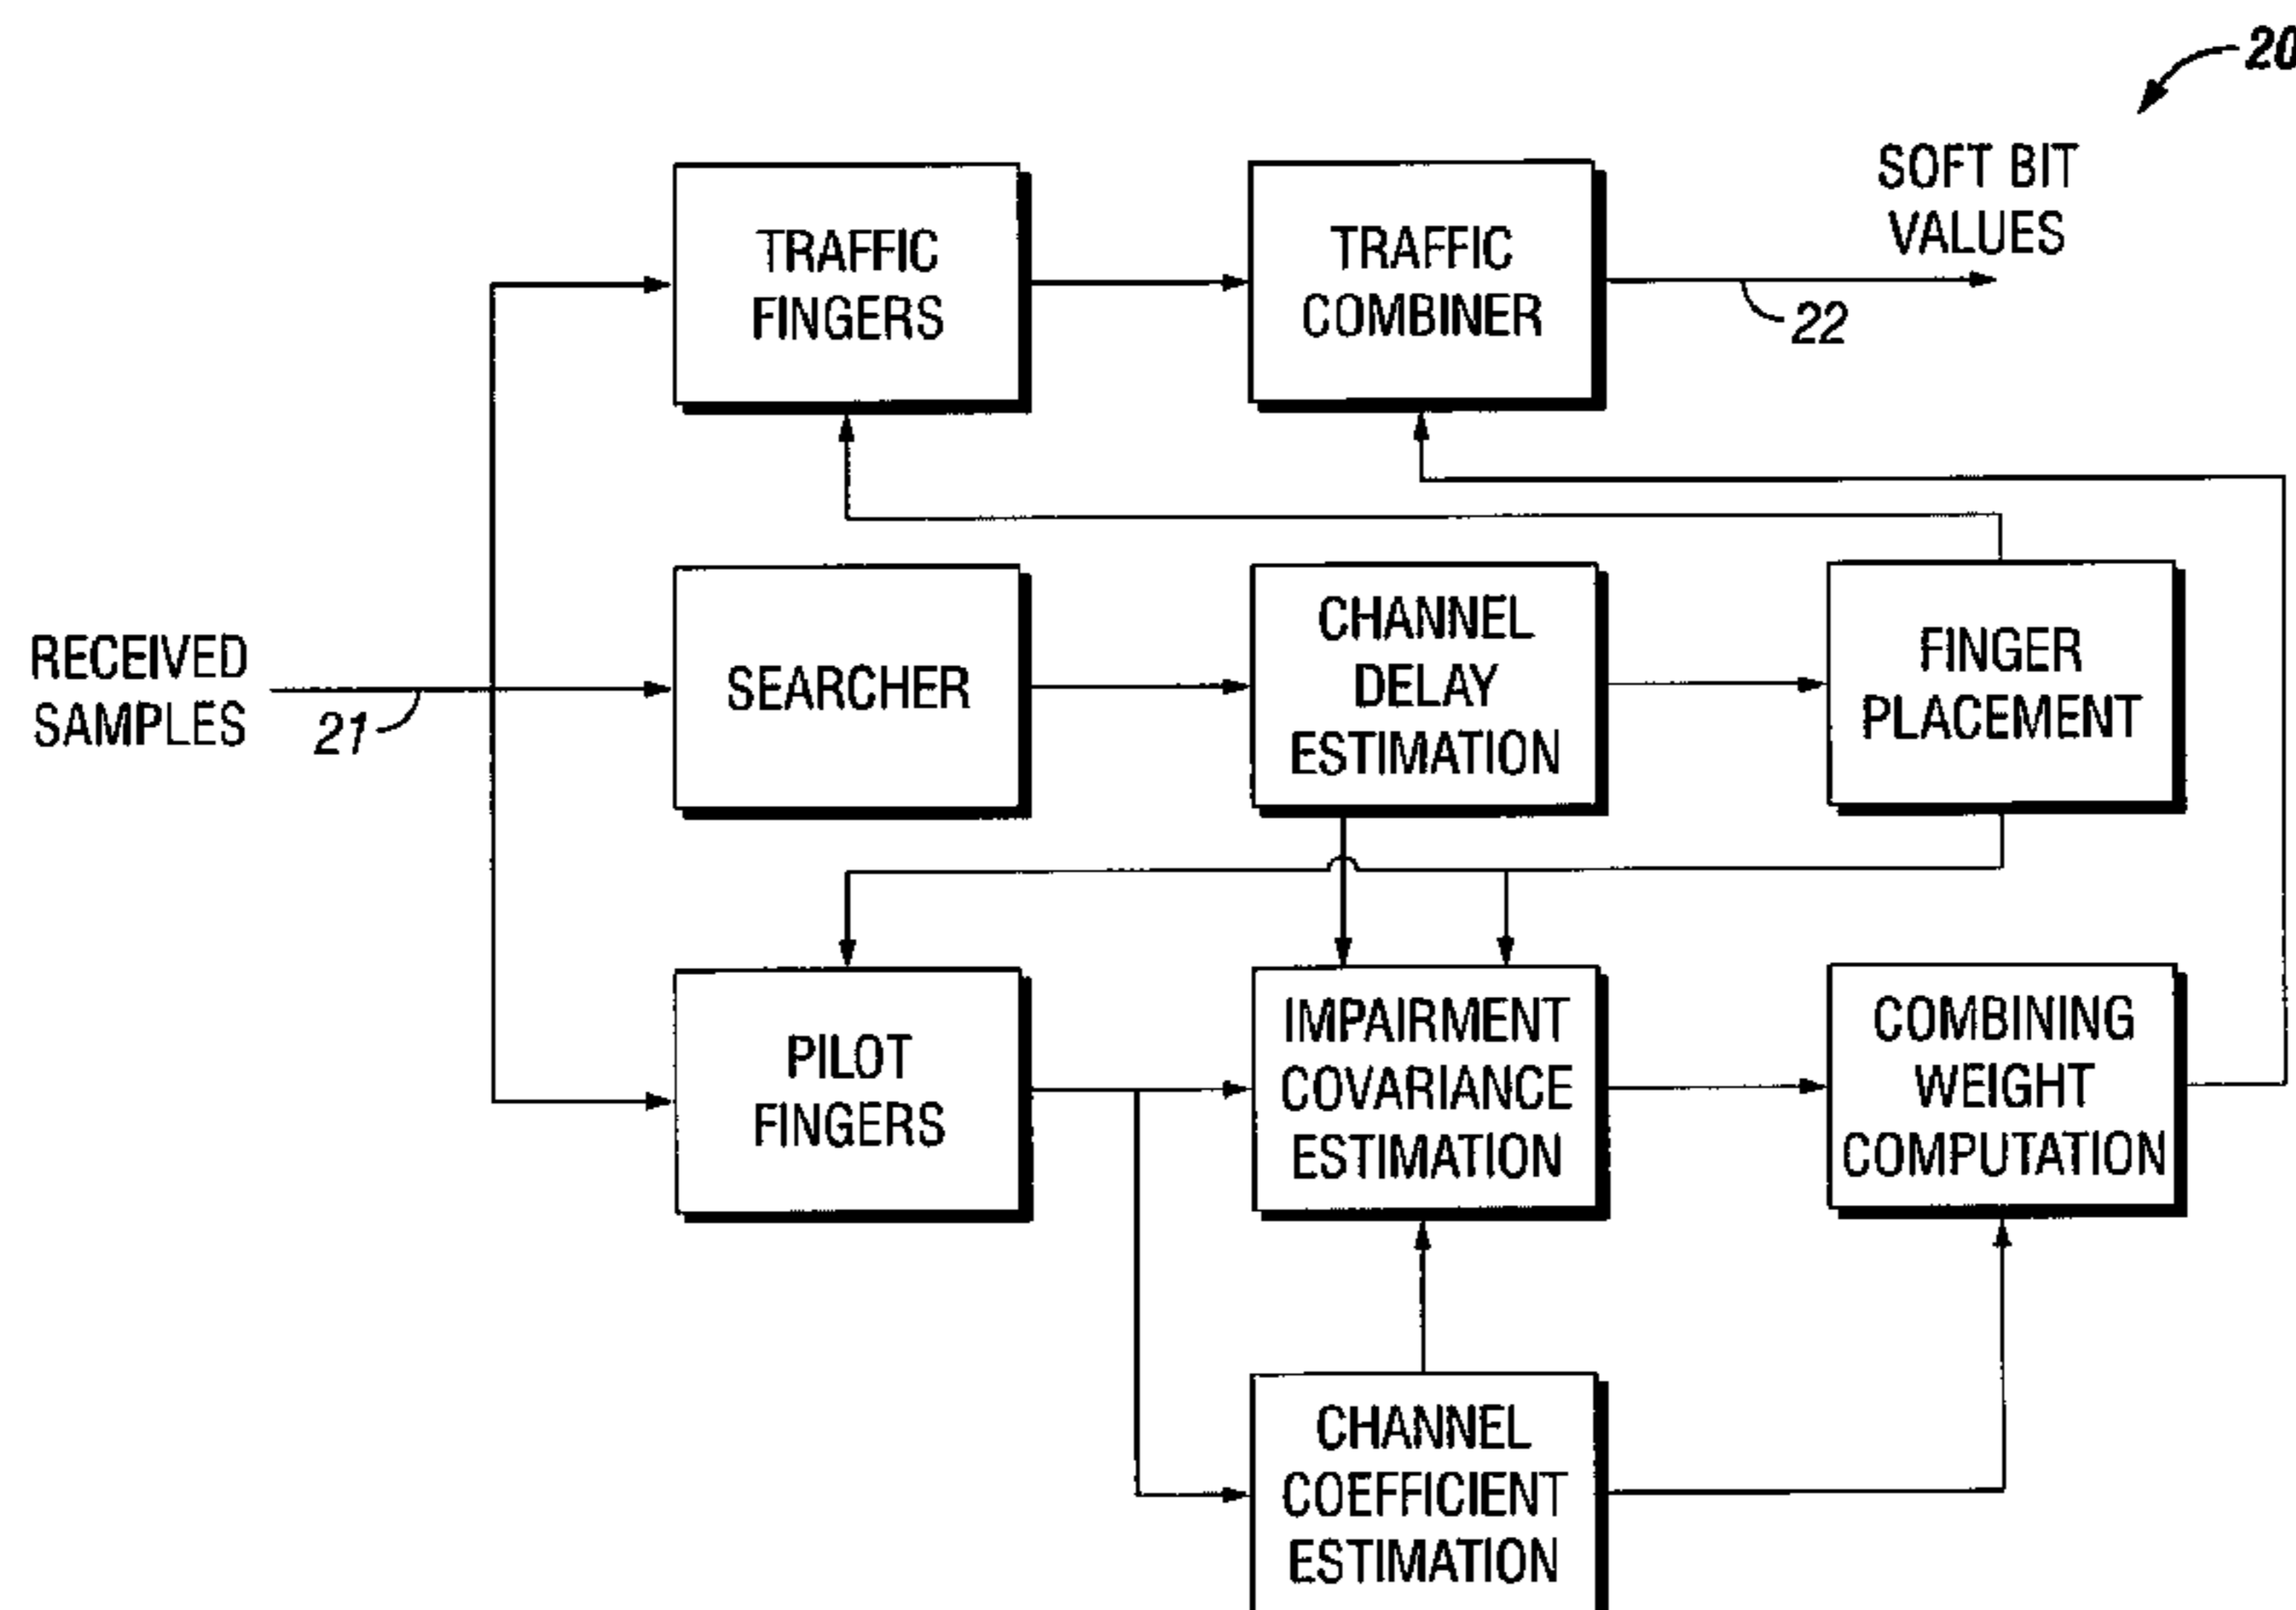 20
SOFT BIT
VALUES
TRAFFIC
FINGERS
TRAFFIC
COMBINER
22
RECEIVED
SAMPLES
21
SEARCHER
CHANNEL
DELAY
ESTIMATION
FINGER
PLACEMENT
PILOT
FINGERS
IMPAIRMENT
COVARIANCE
ESTIMATION
COMBINING
WEIGHT
COMPUTATION
CHANNEL
COEFFICIENT
ESTIMATION